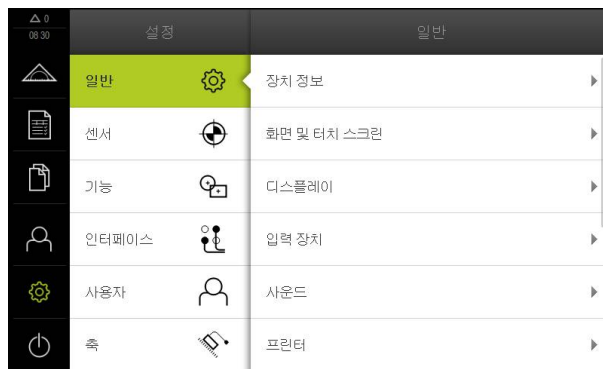 0
08:30
설정
일반
일반
센서
기능
인터페이스
사용자
축
장치 정보
화면 및 터치 스크린
디스플레이
입력 장치
사운드
프린터